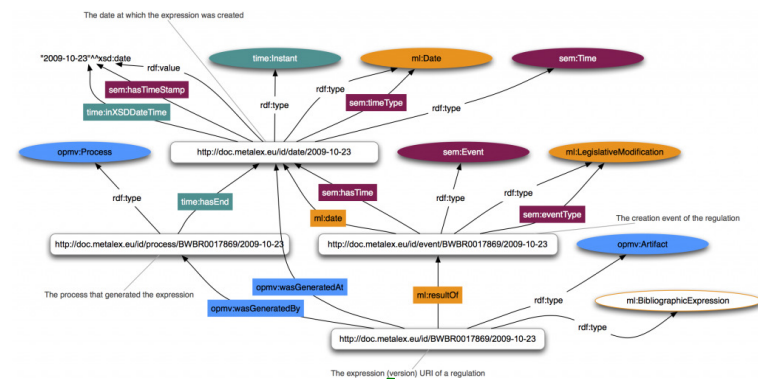 The date at which the expression was created
"2009-10-23"^^xsd:date
rdf:value
time:Instant
ml:Date
sem:Time
sem:hasTimeStamp
rdf:type
rdf:type
sem:timeType
rdf:type
time:inXSDDateTime
opmv:Process
http://doc.metalex.eu/id/date/2009-10-23
sem:Event
ml:LegislativeModification
rdf:type
time:hasEnd
sem:hasTime
rdf:type
rdf:type
ml:date
sem:eventType
The creation event of the regulation
http://doc.metalex.eu/id/process/BWBR0017869/2009-10-23
http://doc.metalex.eu/id/event/BWBR0017869/2009-10-23
opmv:Artifact
The process that generated the expression
opmv:wasGeneratedAt
ml:resultOf
rdf:type
ml:BibliographicExpression
opmv:wasGeneratedBy
rdf:type
http://doc.metalex.eu/id/BWBR0017869/2009-10-23
The expression (version) URI of a regulation